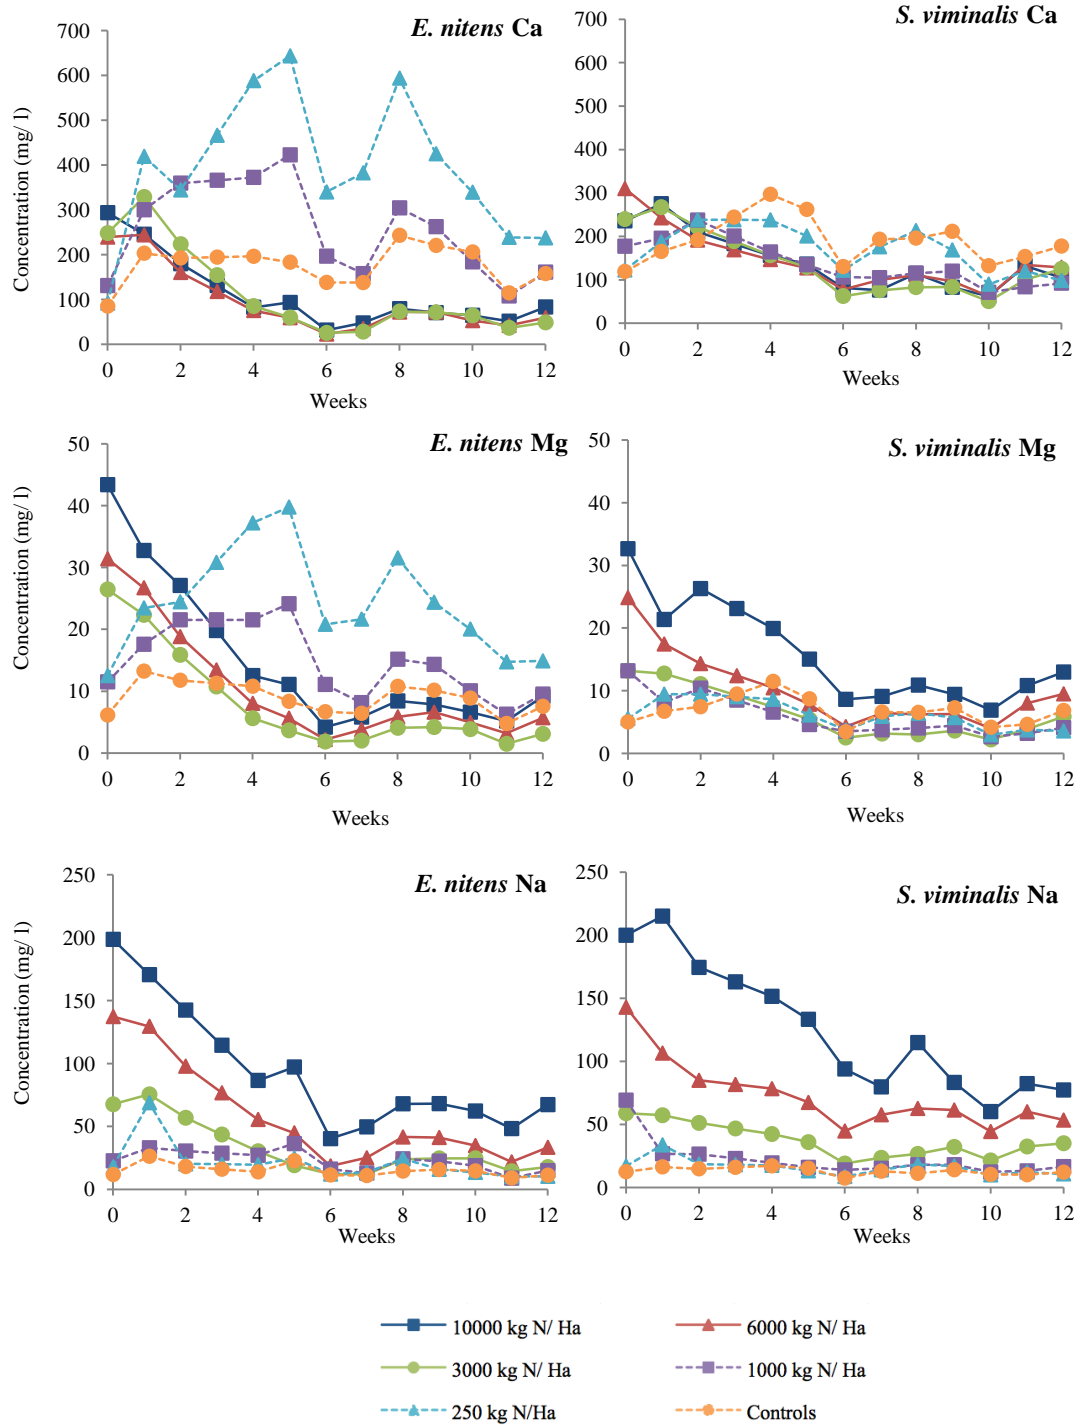 E. nitens Ca
700
600
500
400
300
200
100
0
Concentration (mg/ l)
0 2 4 6 8 10 12
Weeks
S. viminalis Ca
700
600
500
400
300
200
100
0
0 2 4 6 8 10 12
Weeks
E. nitens Mg
50
40
30
20
10
0
Concentration (mg/ l)
0 2 4 6 8 10 12
Weeks
S. viminalis Mg
50
40
30
20
10
0
0 2 4 6 8 10 12
Weeks
E. nitens Na
250
200
150
100
50
0
Concentration (mg/ l)
0 2 4 6 8 10 12
Weeks
S. viminalis Na
250
200
150
100
50
0
0 2 4 6 8 10 12
Weeks
10000 kg N/ Ha
6000 kg N/ Ha
3000 kg N/ Ha
1000 kg N/ Ha
250 kg N/Ha
Controls